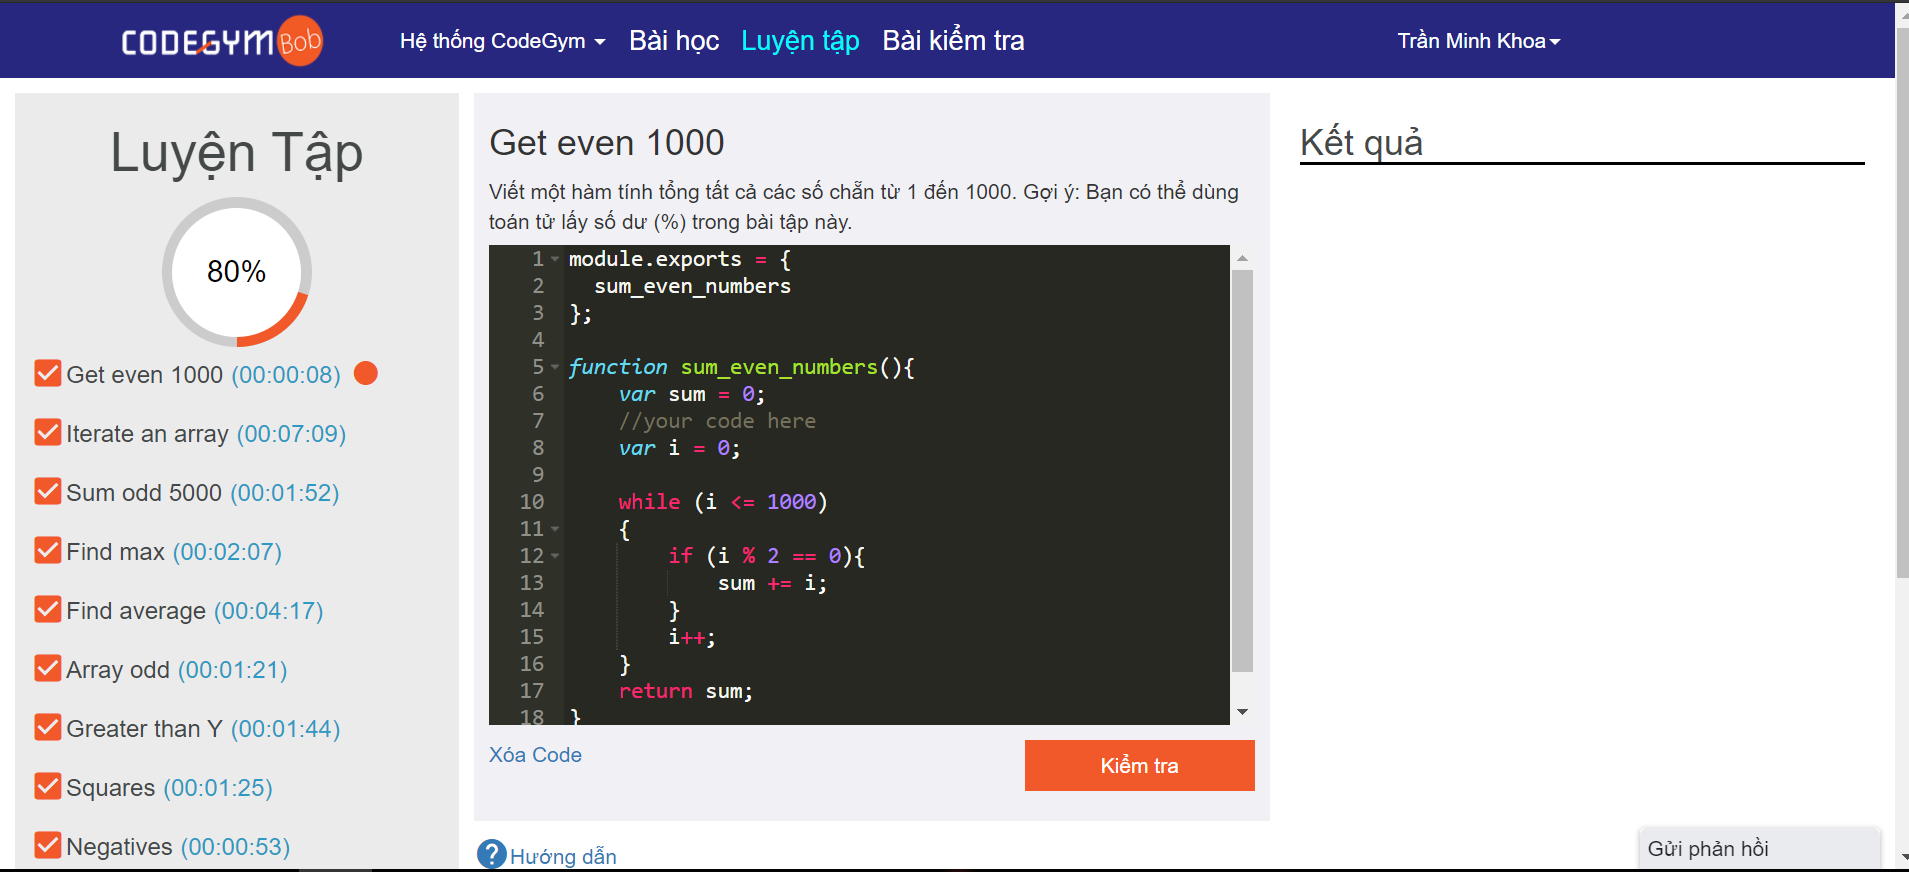 CODEGYM Bob
Hệ thống CodeGym
Bài học
Luyện tập
Bài kiểm tra
Trần Minh Khoa
Luyện Tập
80%
Get even 1000 (00:00:08)
Iterate an array (00:07:09)
Sum odd 5000 (00:01:52)
Find max (00:02:07)
Find average (00:04:17)
Array odd (00:01:21)
Greater than Y (00:01:44)
Squares (00:01:25)
Negatives (00:00:53)
Get even 1000
Viết một hàm tính tổng tất cả các số chẵn từ 1 đến 1000. Gợi ý: Bạn có thể dùng
toán tử lấy số dư (%) trong bài tập này.
1 module.exports = {
2 sum_even_numbers
3 };
4
5 function sum_even_numbers(){
6 var sum = 0;
7 //your code here
8 var i = 0;
9
10 while (i <= 1000)
11 {
12 if (i % 2 == 0){
13 sum += i;
14 }
15 i++;
16 }
17 return sum;
18 }
Xóa Code
Kiểm tra
? Hướng dẫn
Kết quả
Gửi phản hồi